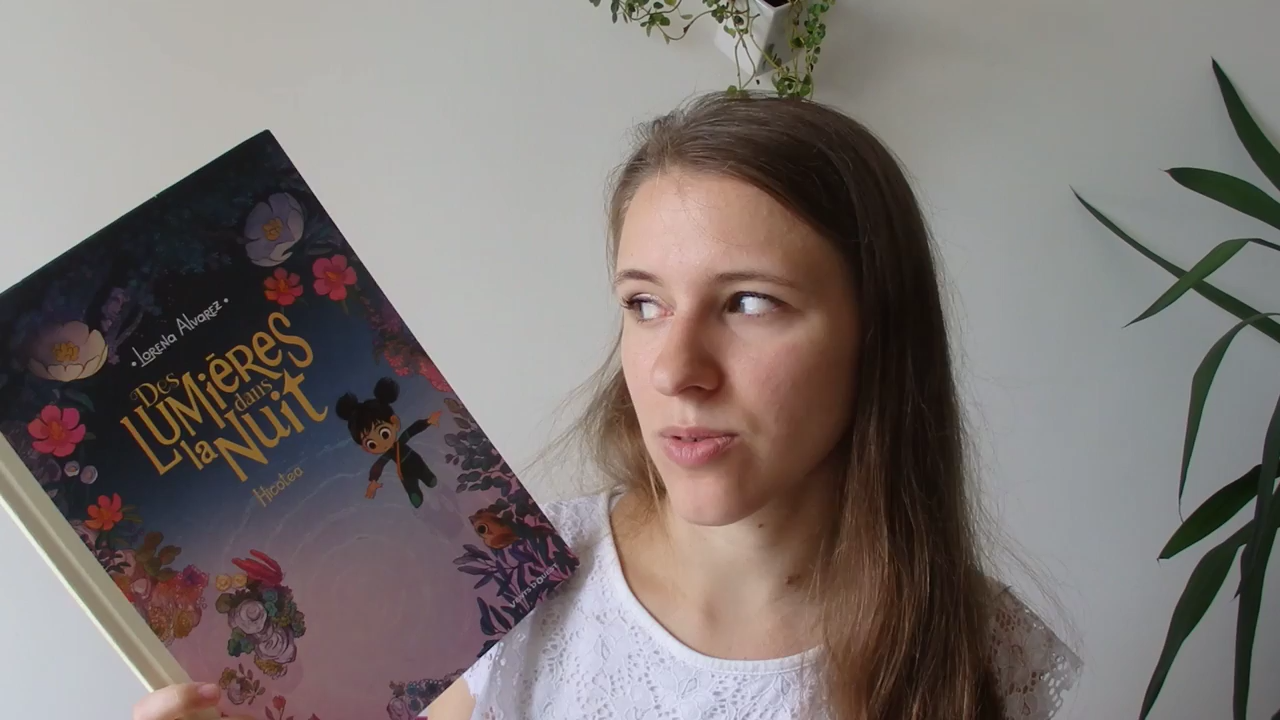 • Lorena Alvarez •
Des
Lumières
dans
la Nuit
Hicotea